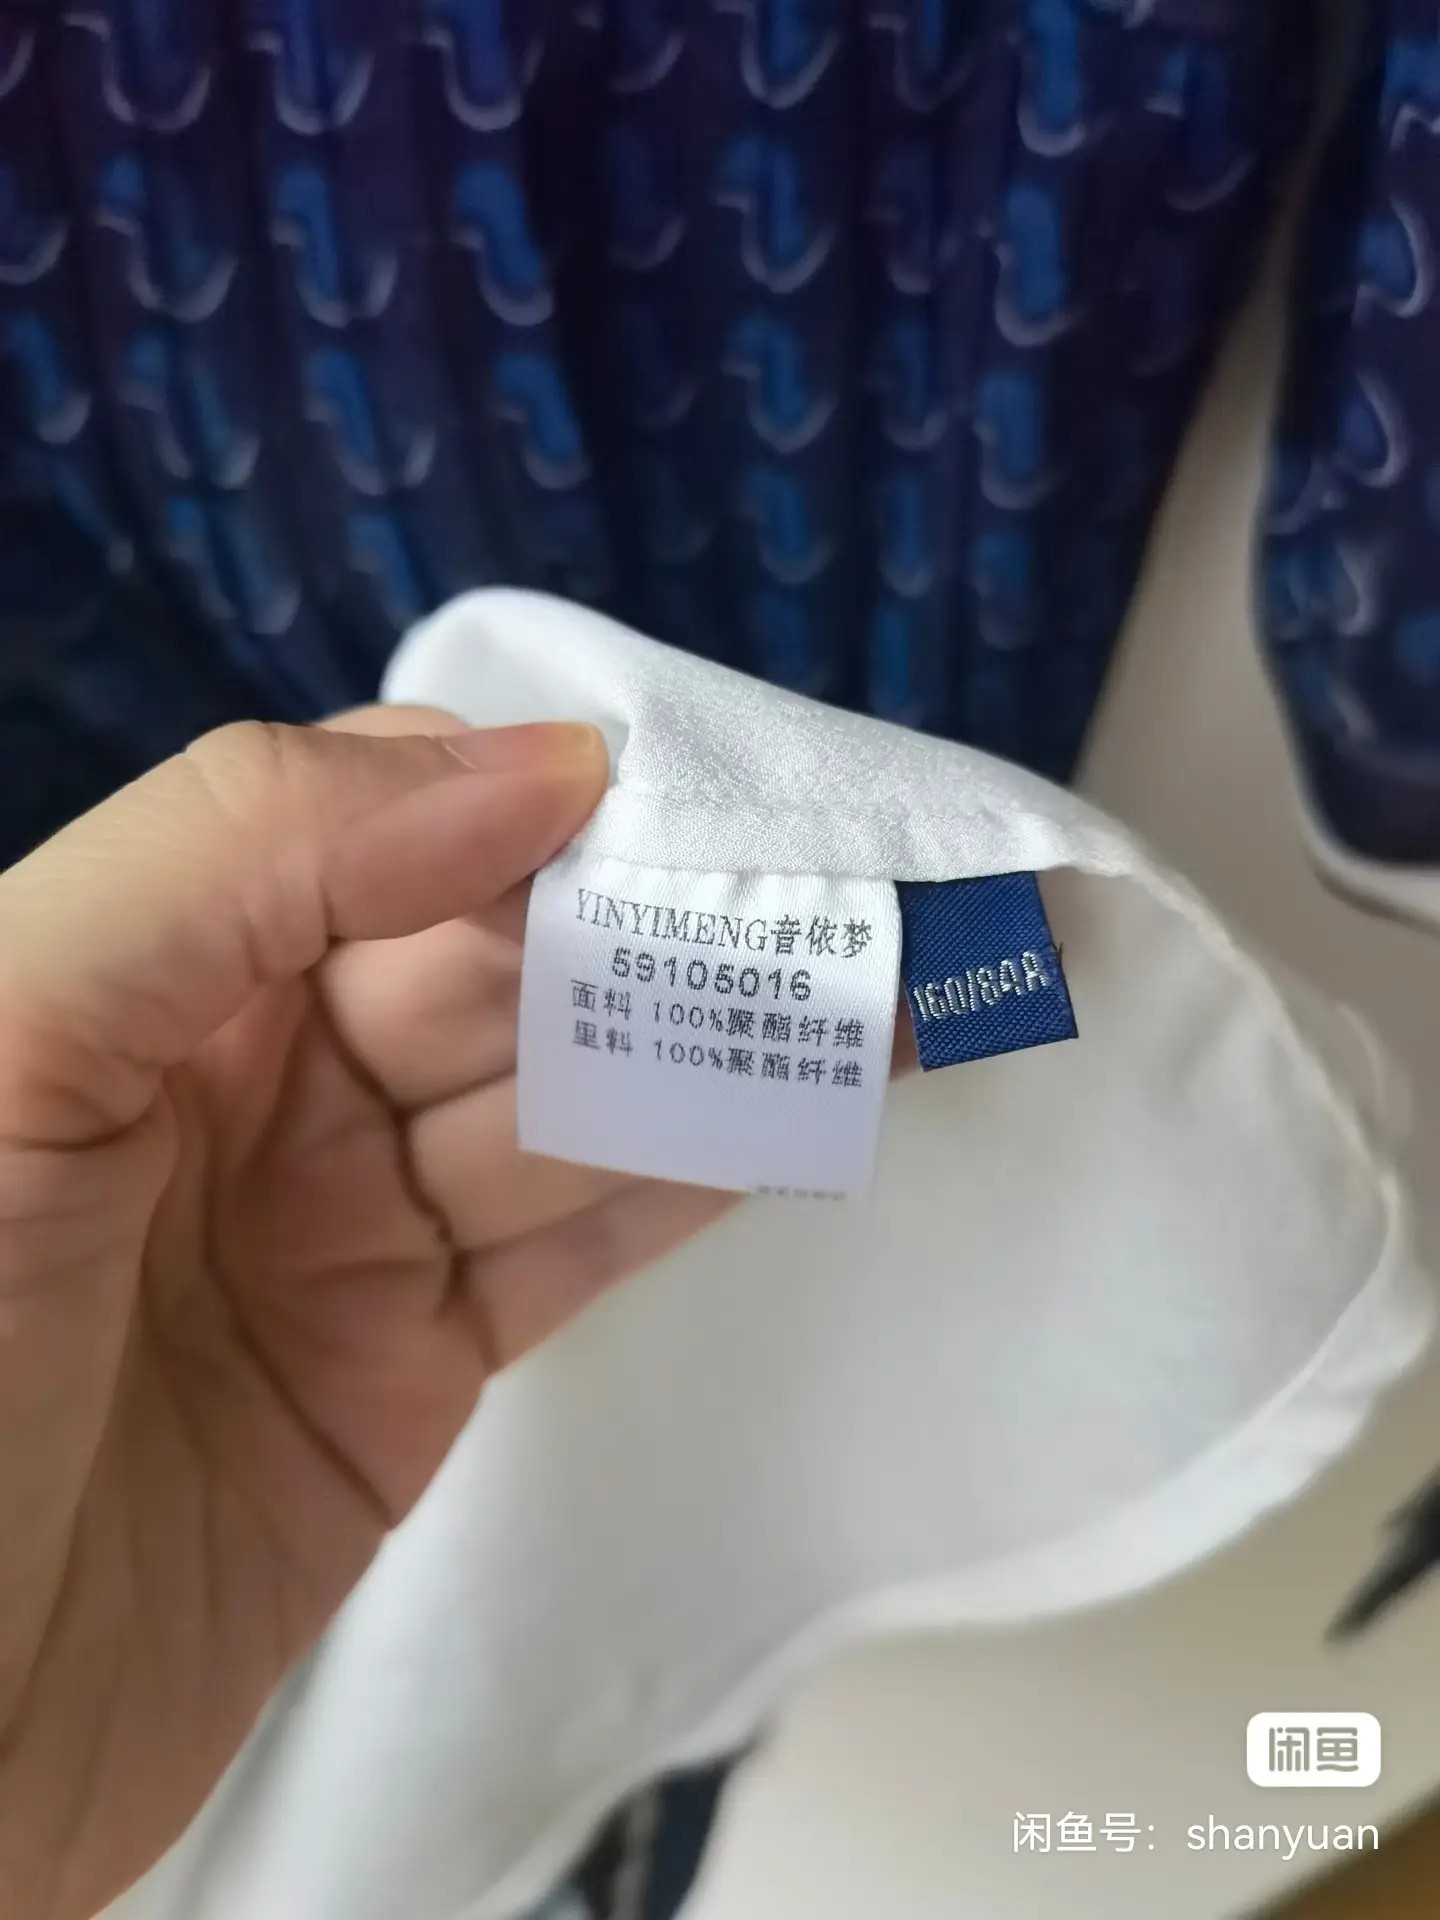 YINYIMENG音依梦
59105016
面料 100%聚酯纤维
里料 100%聚酯纤维
160/84A
闲鱼
闲鱼号：shanyuan